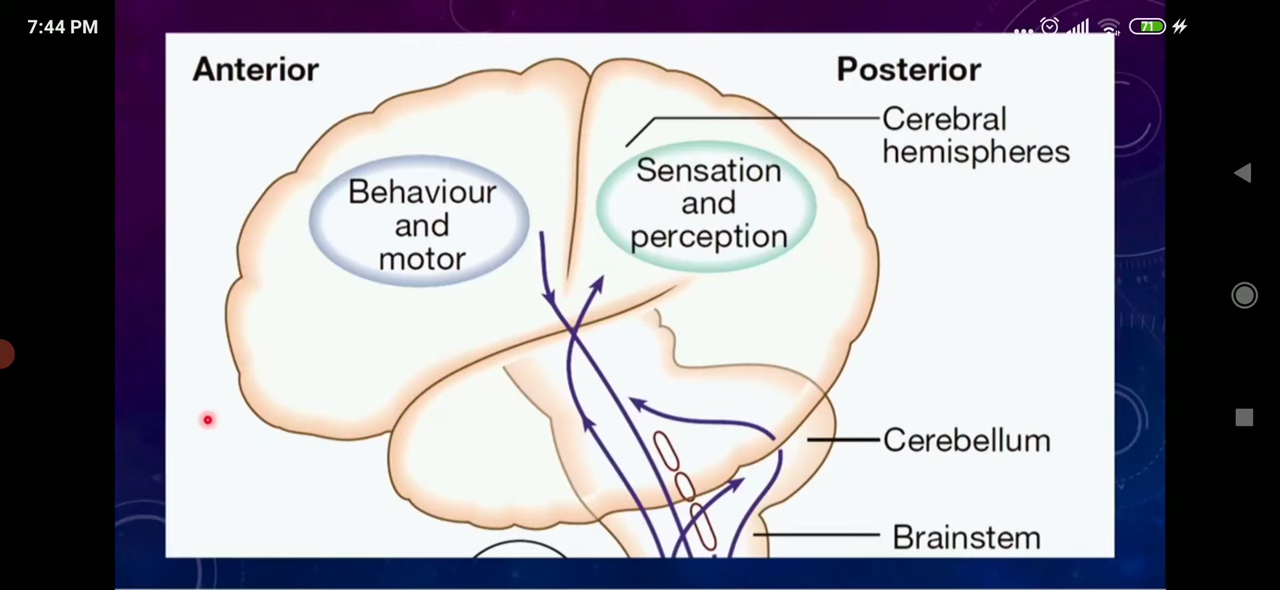 7:44 PM
71
Anterior
Posterior
Cerebral
hemispheres
Behaviour
and
motor
Sensation
and
perception
Cerebellum
Brainstem